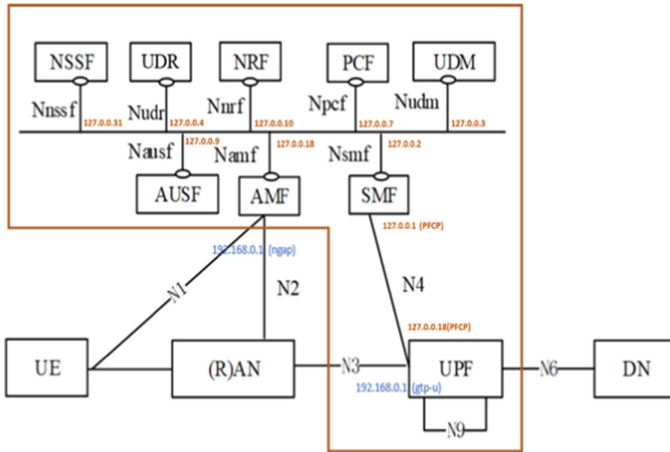 NSSF
UDR
NRF
PCF
UDM
Nnssf
Nudr
Nnrf
Npcf
Nudm
127.0.0.31
127.0.0.4
127.0.0.10
127.0.0.7
127.0.0.3
Nausf
127.0.0.9
Namf
127.0.0.18
Nsmf
127.0.0.2
AUSF
AMF
SMF
127.0.0.1 (PFCP)
192.168.0.1 (ngap)
N1
N2
N4
127.0.0.18(PFCP)
UE
(R)AN
N3
UPF
N6
DN
192.168.0.1 (gtp-u)
N9